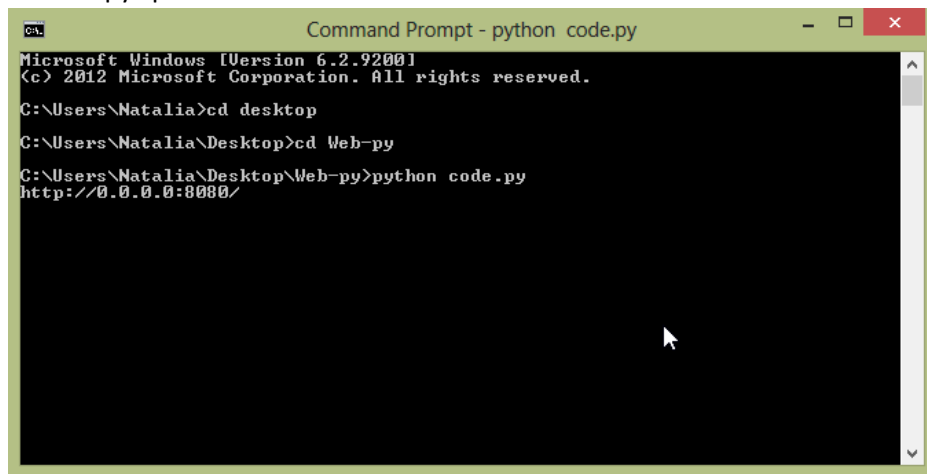 Command Prompt - python code.py
Microsoft Windows [Version 6.2.9200]
(c) 2012 Microsoft Corporation. All rights reserved.
C:\Users\Natalia>cd desktop
C:\Users\Natalia\Desktop>cd Web-py
C:\Users\Natalia\Desktop\Web-py>python code.py
http://0.0.0.0:8080/